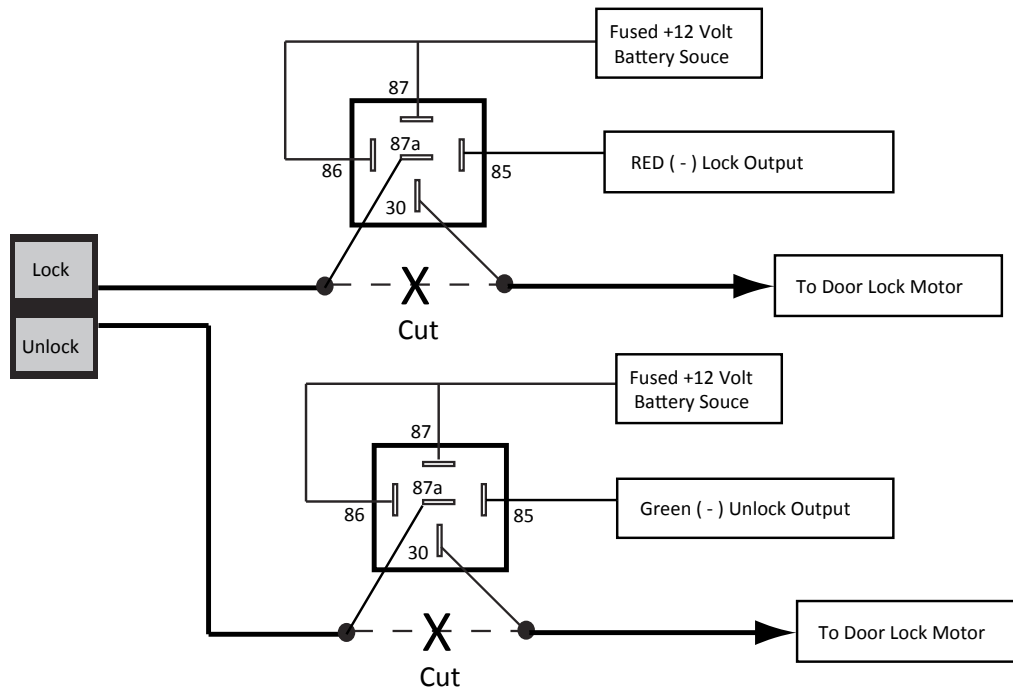 Fused +12 Volt
Battery Souce
87
87a
86
85
RED ( - ) Lock Output
30
Lock
X
To Door Lock Motor
Cut
Unlock
Fused +12 Volt
Battery Souce
87
87a
86
85
Green ( - ) Unlock Output
30
X
To Door Lock Motor
Cut